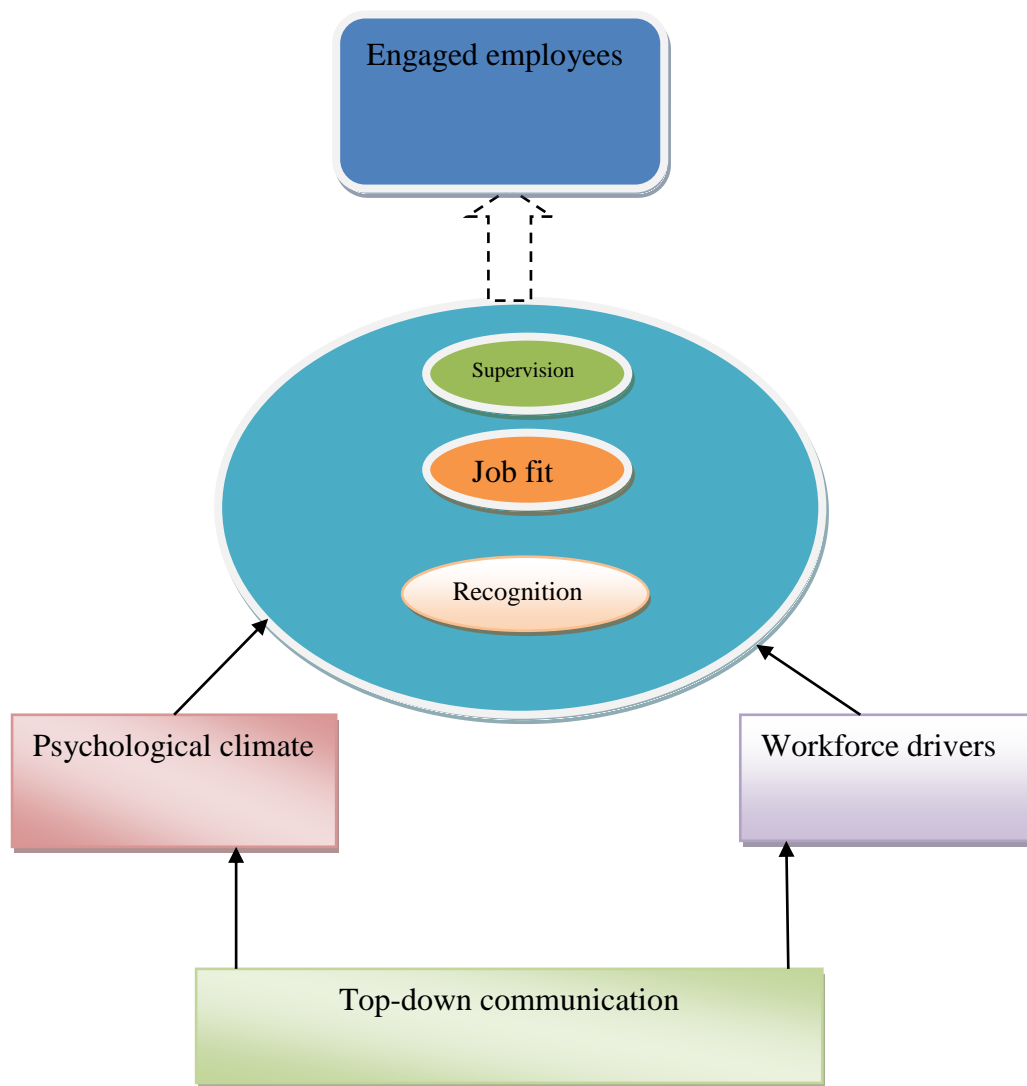 Engaged employees
Supervision
Job fit
Recognition
Psychological climate
Workforce drivers
Top-down communication